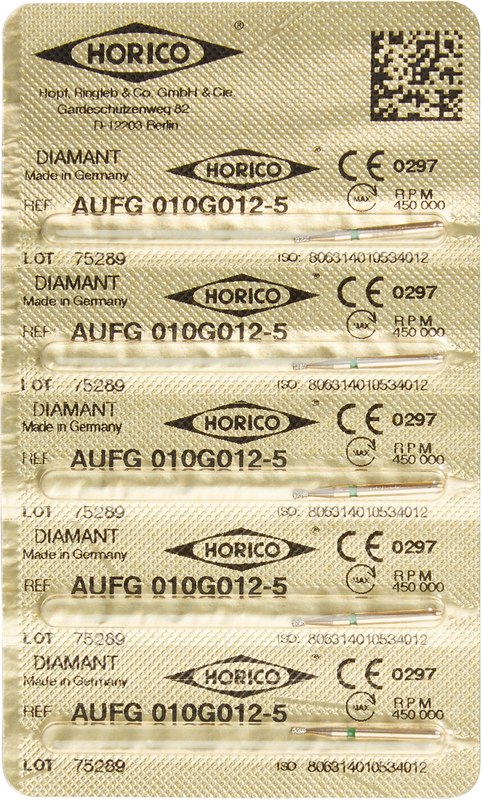 HORICO ®
Hopf, Ringleb & Co. GmbH & Cie.
Gardeschützenweg 82
D-12203 Berlin
DIAMANT HORICO ® CE 0297
Made in Germany
MAX RPM
REF AUFG 010G012-5 450 000
LOT 75289 ISO: 806314010534012
DIAMANT HORICO ® CE 0297
Made in Germany
MAX RPM
REF AUFG 010G012-5 450 000
LOT 75289 ISO: 806314010534012
DIAMANT HORICO ® CE 0297
Made in Germany
MAX RPM
REF AUFG 010G012-5 450 000
LOT 75289 ISO: 806314010534012
DIAMANT HORICO ® CE 0297
Made in Germany
MAX RPM
REF AUFG 010G012-5 450 000
LOT 75289 ISO: 806314010534012
DIAMANT HORICO ® CE 0297
Made in Germany
MAX RPM
REF AUFG 010G012-5 450 000
LOT 75289 ISO 806314010534012